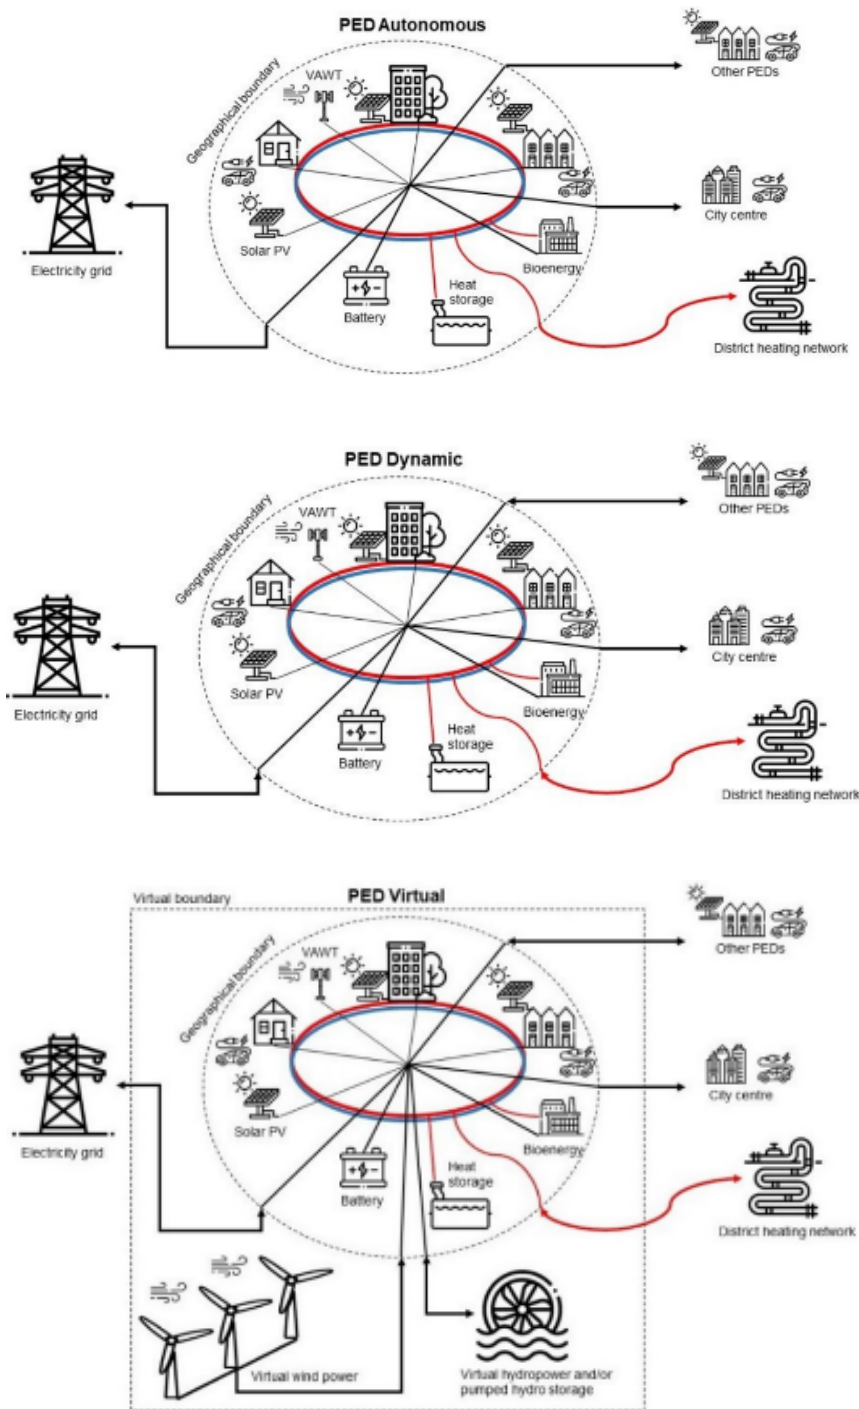 PED Autonomous
Geographical boundary
VAWT
Other PEDs
City centre
Electricity grid
Solar PV
Bioenergy
Battery
Heat
storage
District heating network
PED Dynamic
Geographical boundary
VAWT
Other PEDs
City centre
Electricity grid
Solar PV
Bioenergy
Battery
Heat
storage
District heating network
PED Virtual
Virtual boundary
Geographical boundary
VAWT
Other PEDs
City centre
Electricity grid
Solar PV
Bioenergy
Battery
Heat
storage
District heating network
Virtual wind power
Virtual hydropower and/or
pumped hydro storage